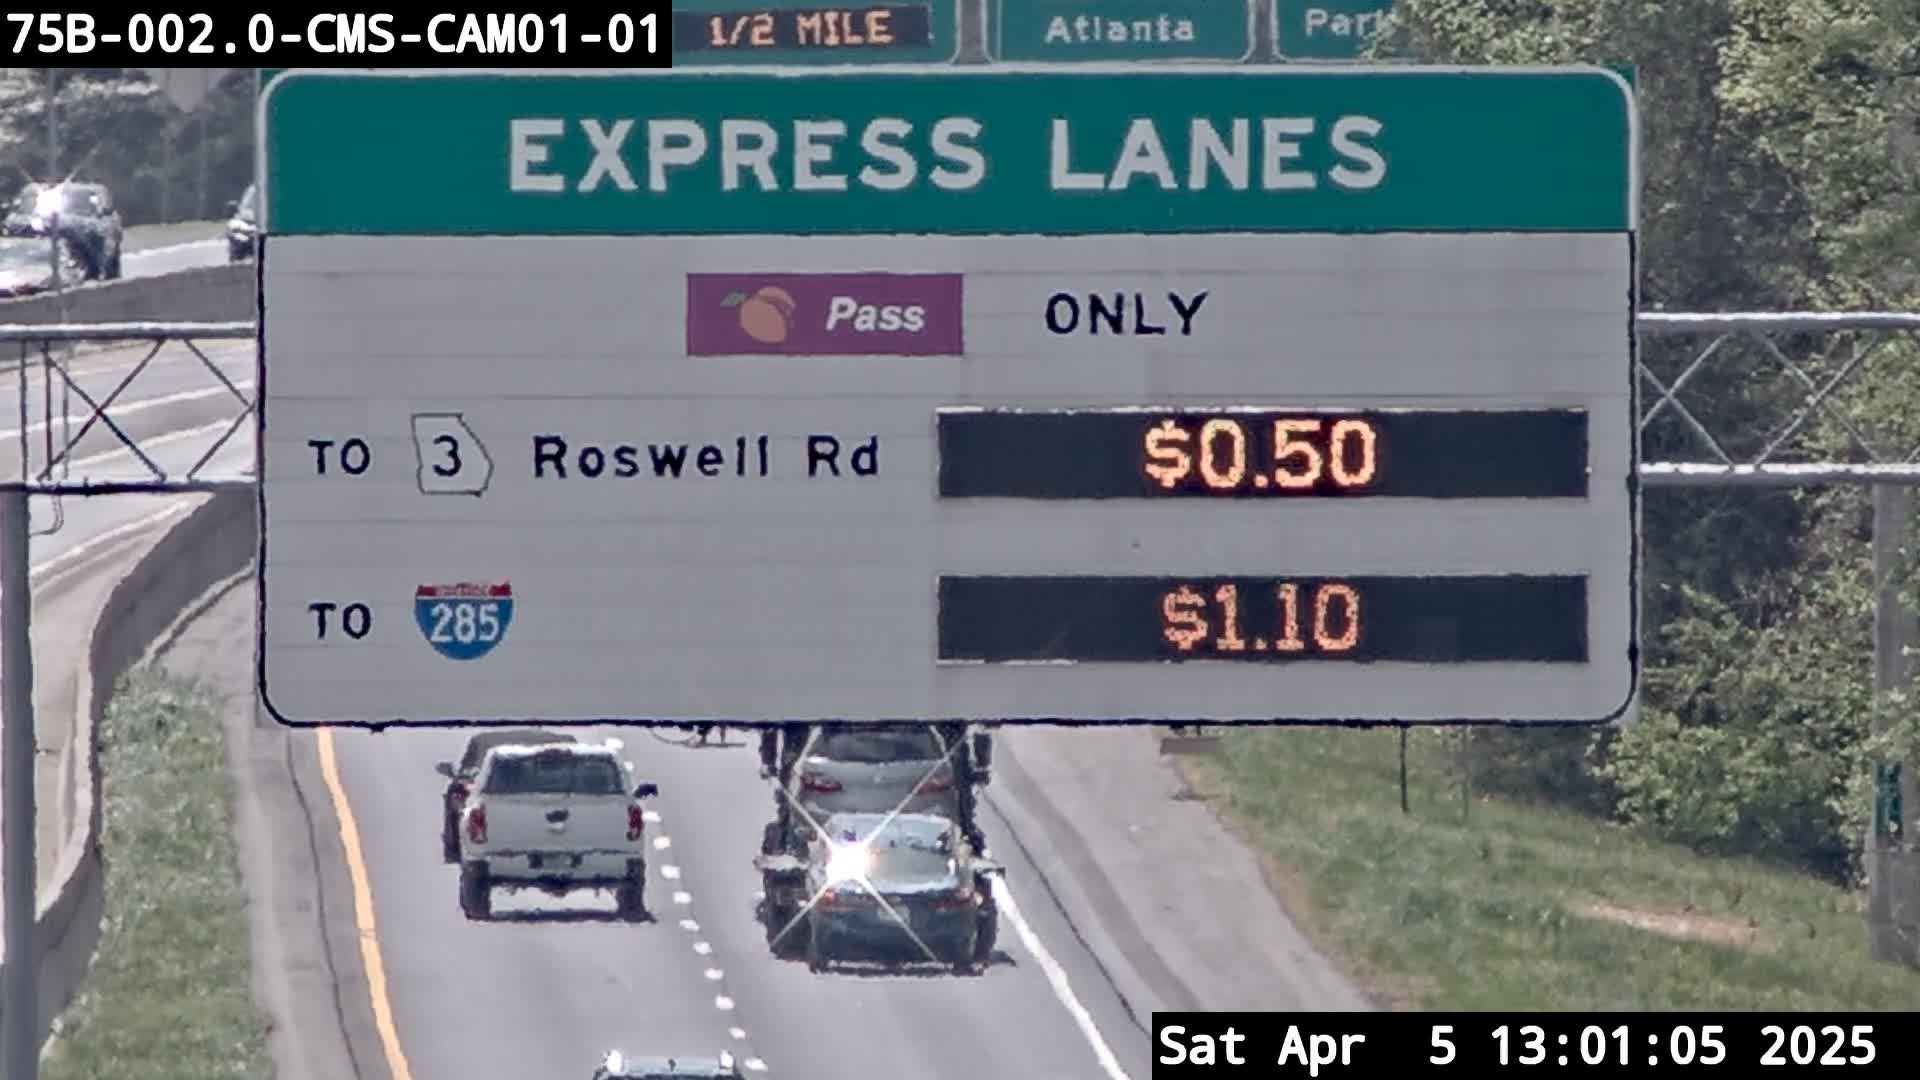 75B-002.0-CMS-CAM01-01
1/2 MILE
Atlanta
EXPRESS LANES
Pass ONLY
TO 3 Roswell Rd $0.50
TO 285 $1.10
Sat Apr 5 13:01:05 2025